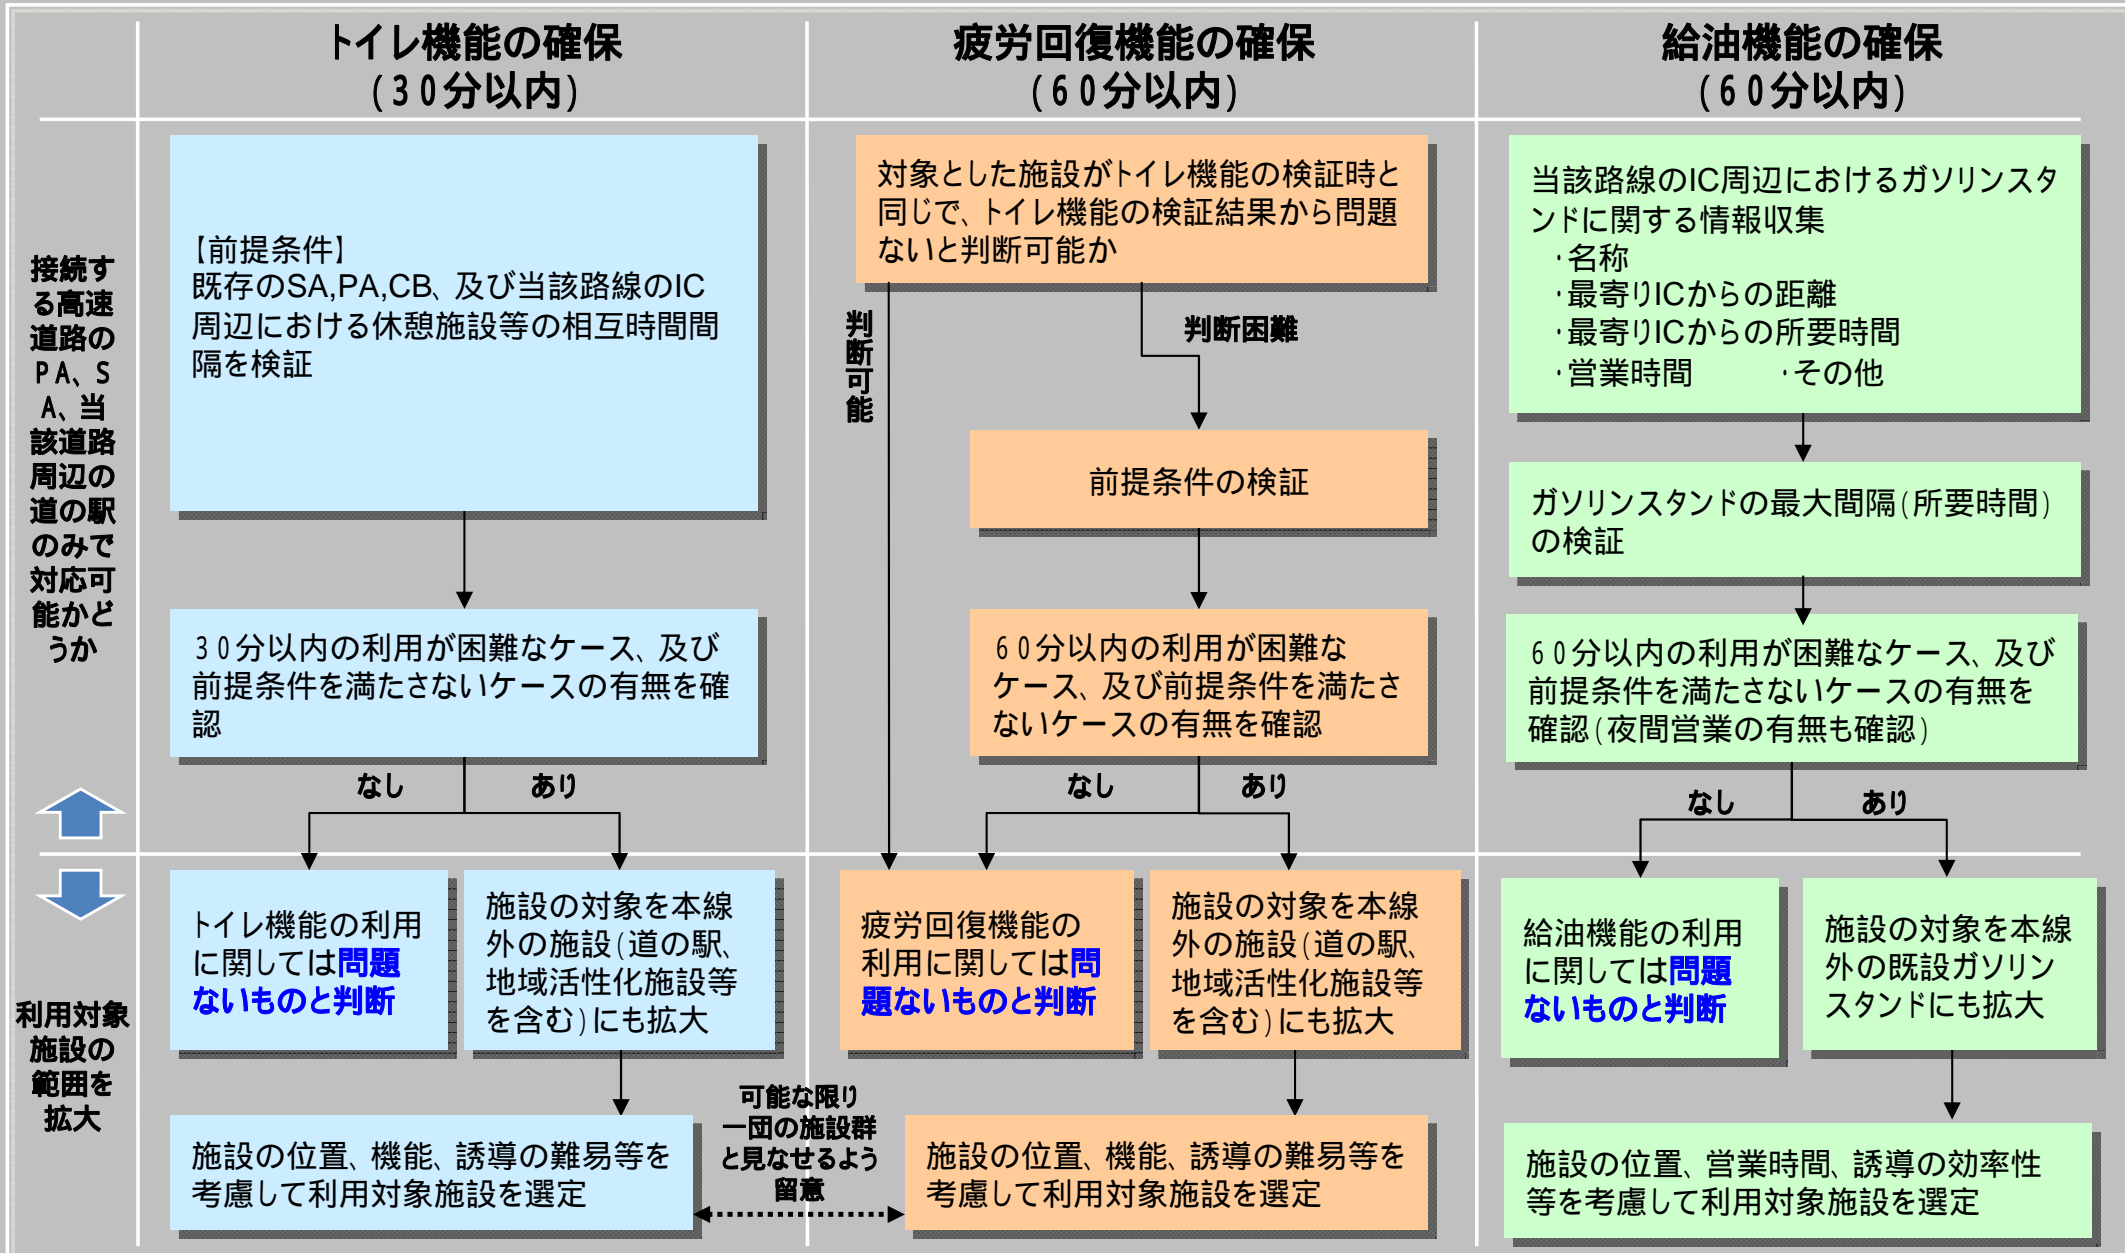 トイレ機能の確保
(30分以内)
疲労回復機能の確保
(60分以内)
給油機能の確保
(60分以内)
接続す
る高速
道路の
PA、S
A、当
該道路
周辺の
道の駅
のみで
対応可
能かど
うか
【前提条件】
既存のSA,PA,CB、及び当該路線のIC
周辺における休憩施設等の相互時間間
隔を検証
30分以内の利用が困難なケース、及び
前提条件を満たさないケースの有無を確
認
なし
あり
対象とした施設がトイレ機能の検証時と
同じで、トイレ機能の検証結果から問題
ないと判断可能か
判断可能
判断困難
前提条件の検証
60分以内の利用が困難な
ケース、及び前提条件を満たさ
ないケースの有無を確認
なし
あり
当該路線のIC周辺におけるガソリンスタ
ンドに関する情報収集
・名称
・最寄りICからの距離
・最寄りICからの所要時間
・営業時間　　・その他
ガソリンスタンドの最大間隔(所要時間)
の検証
60分以内の利用が困難なケース、及び
前提条件を満たさないケースの有無を
確認(夜間営業の有無も確認)
なし
あり
利用対象
施設の
範囲を
拡大
トイレ機能の利用
に関しては問題
ないものと判断
施設の対象を本線
外の施設(道の駅、
地域活性化施設等
を含む)にも拡大
施設の位置、機能、誘導の難易等を
考慮して利用対象施設を選定
可能な限り
一団の施設群
と見なせるよう
留意
疲労回復機能の
利用に関しては問
題ないものと判断
施設の対象を本線
外の施設(道の駅、
地域活性化施設等
を含む)にも拡大
施設の位置、機能、誘導の難易等を
考慮して利用対象施設を選定
給油機能の利用
に関しては問題
ないものと判断
施設の対象を本線
外の既設ガソリン
スタンドにも拡大
施設の位置、営業時間、誘導の効率性
等を考慮して利用対象施設を選定